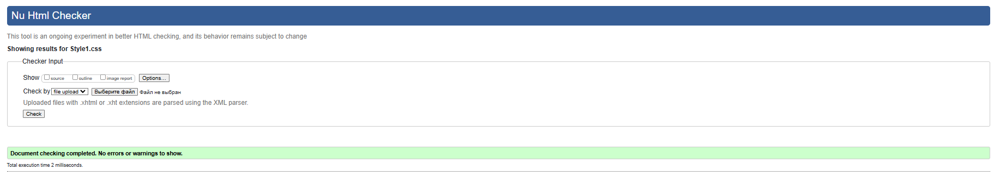 Nu Html Checker
This tool is an ongoing experiment in better HTML checking, and its behavior remains subject to change
Showing results for Style1.css
Checker Input
Show source outline image report Options...
Check by file upload Выберите файл Файл не выбран
Uploaded files with .xhtml or .xht extensions are parsed using the XML parser.
Check
Document checking completed. No errors or warnings to show.
Total execution time 2 milliseconds.